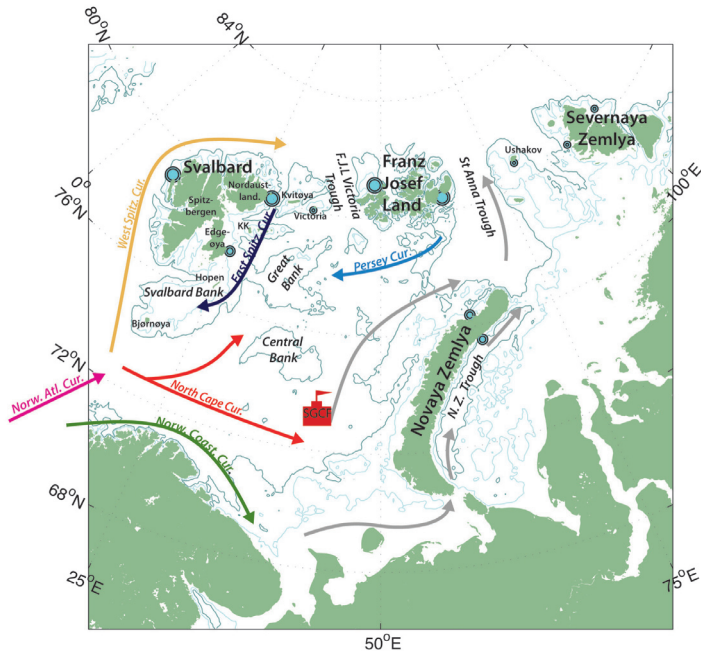 80°N
84°N
0°
76°N
72°N
68°N
25°E
50°E
75°E
100°E
Severnaya
Zemlya
Ushakov
Svalbard
Franz
Josef
Land
F.J.L Victoria
Trough
St Anna Trough
Nordaust-
land.
Kvitøya
Victoria
Spitz-
bergen
KK
Edge-
øya
West Spitz. Cur.
East Spitz. Cur.
Great
Bank
Persey Cur.
Hopen
Svalbard Bank
Bjørnøya
Central
Bank
Novaya Zemlya
N. Z. Trough
Norw. Atl. Cur.
North Cape Cur.
SGCF
Norw. Coast. Cur.